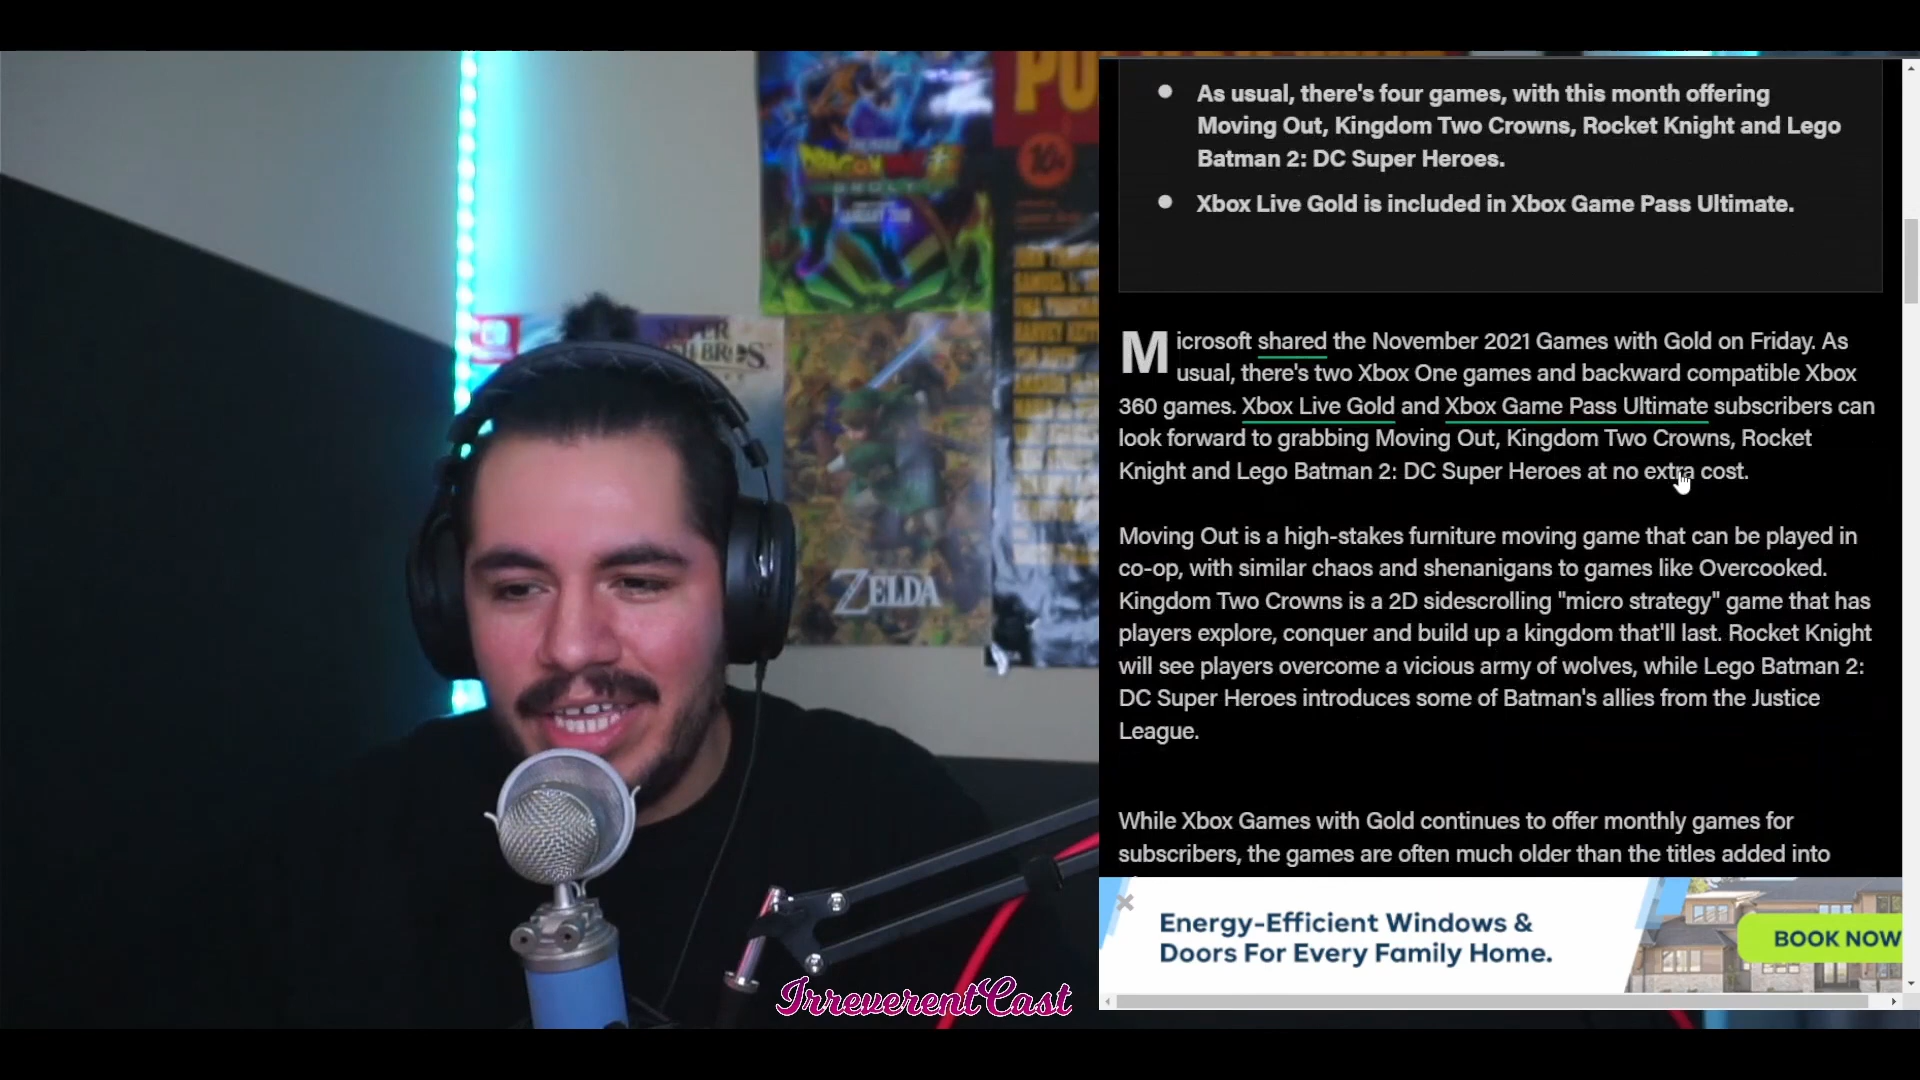 As usual, there's four games, with this month offering
Moving Out, Kingdom Two Crowns, Rocket Knight and Lego
Batman 2: DC Super Heroes.
Xbox Live Gold is included in Xbox Game Pass Ultimate.
Microsoft shared the November 2021 Games with Gold on Friday. As
usual, there's two Xbox One games and backward compatible Xbox
360 games. Xbox Live Gold and Xbox Game Pass Ultimate subscribers can
look forward to grabbing Moving Out, Kingdom Two Crowns, Rocket
Knight and Lego Batman 2: DC Super Heroes at no extra cost.
Moving Out is a high-stakes furniture moving game that can be played in
co-op, with similar chaos and shenanigans to games like Overcooked.
Kingdom Two Crowns is a 2D sidescrolling "micro strategy" game that has
players explore, conquer and build up a kingdom that'll last. Rocket Knight
will see players overcome a vicious army of wolves, while Lego Batman 2:
DC Super Heroes introduces some of Batman's allies from the Justice
League.
While Xbox Games with Gold continues to offer monthly games for
subscribers, the games are often much older than the titles added into
Energy-Efficient Windows &
Doors For Every Family Home.
BOOK NOW
PU
10¢
DRAGONBALL
BROLY
SUPER
SH BROS.
ZELDA
IrreverentCast